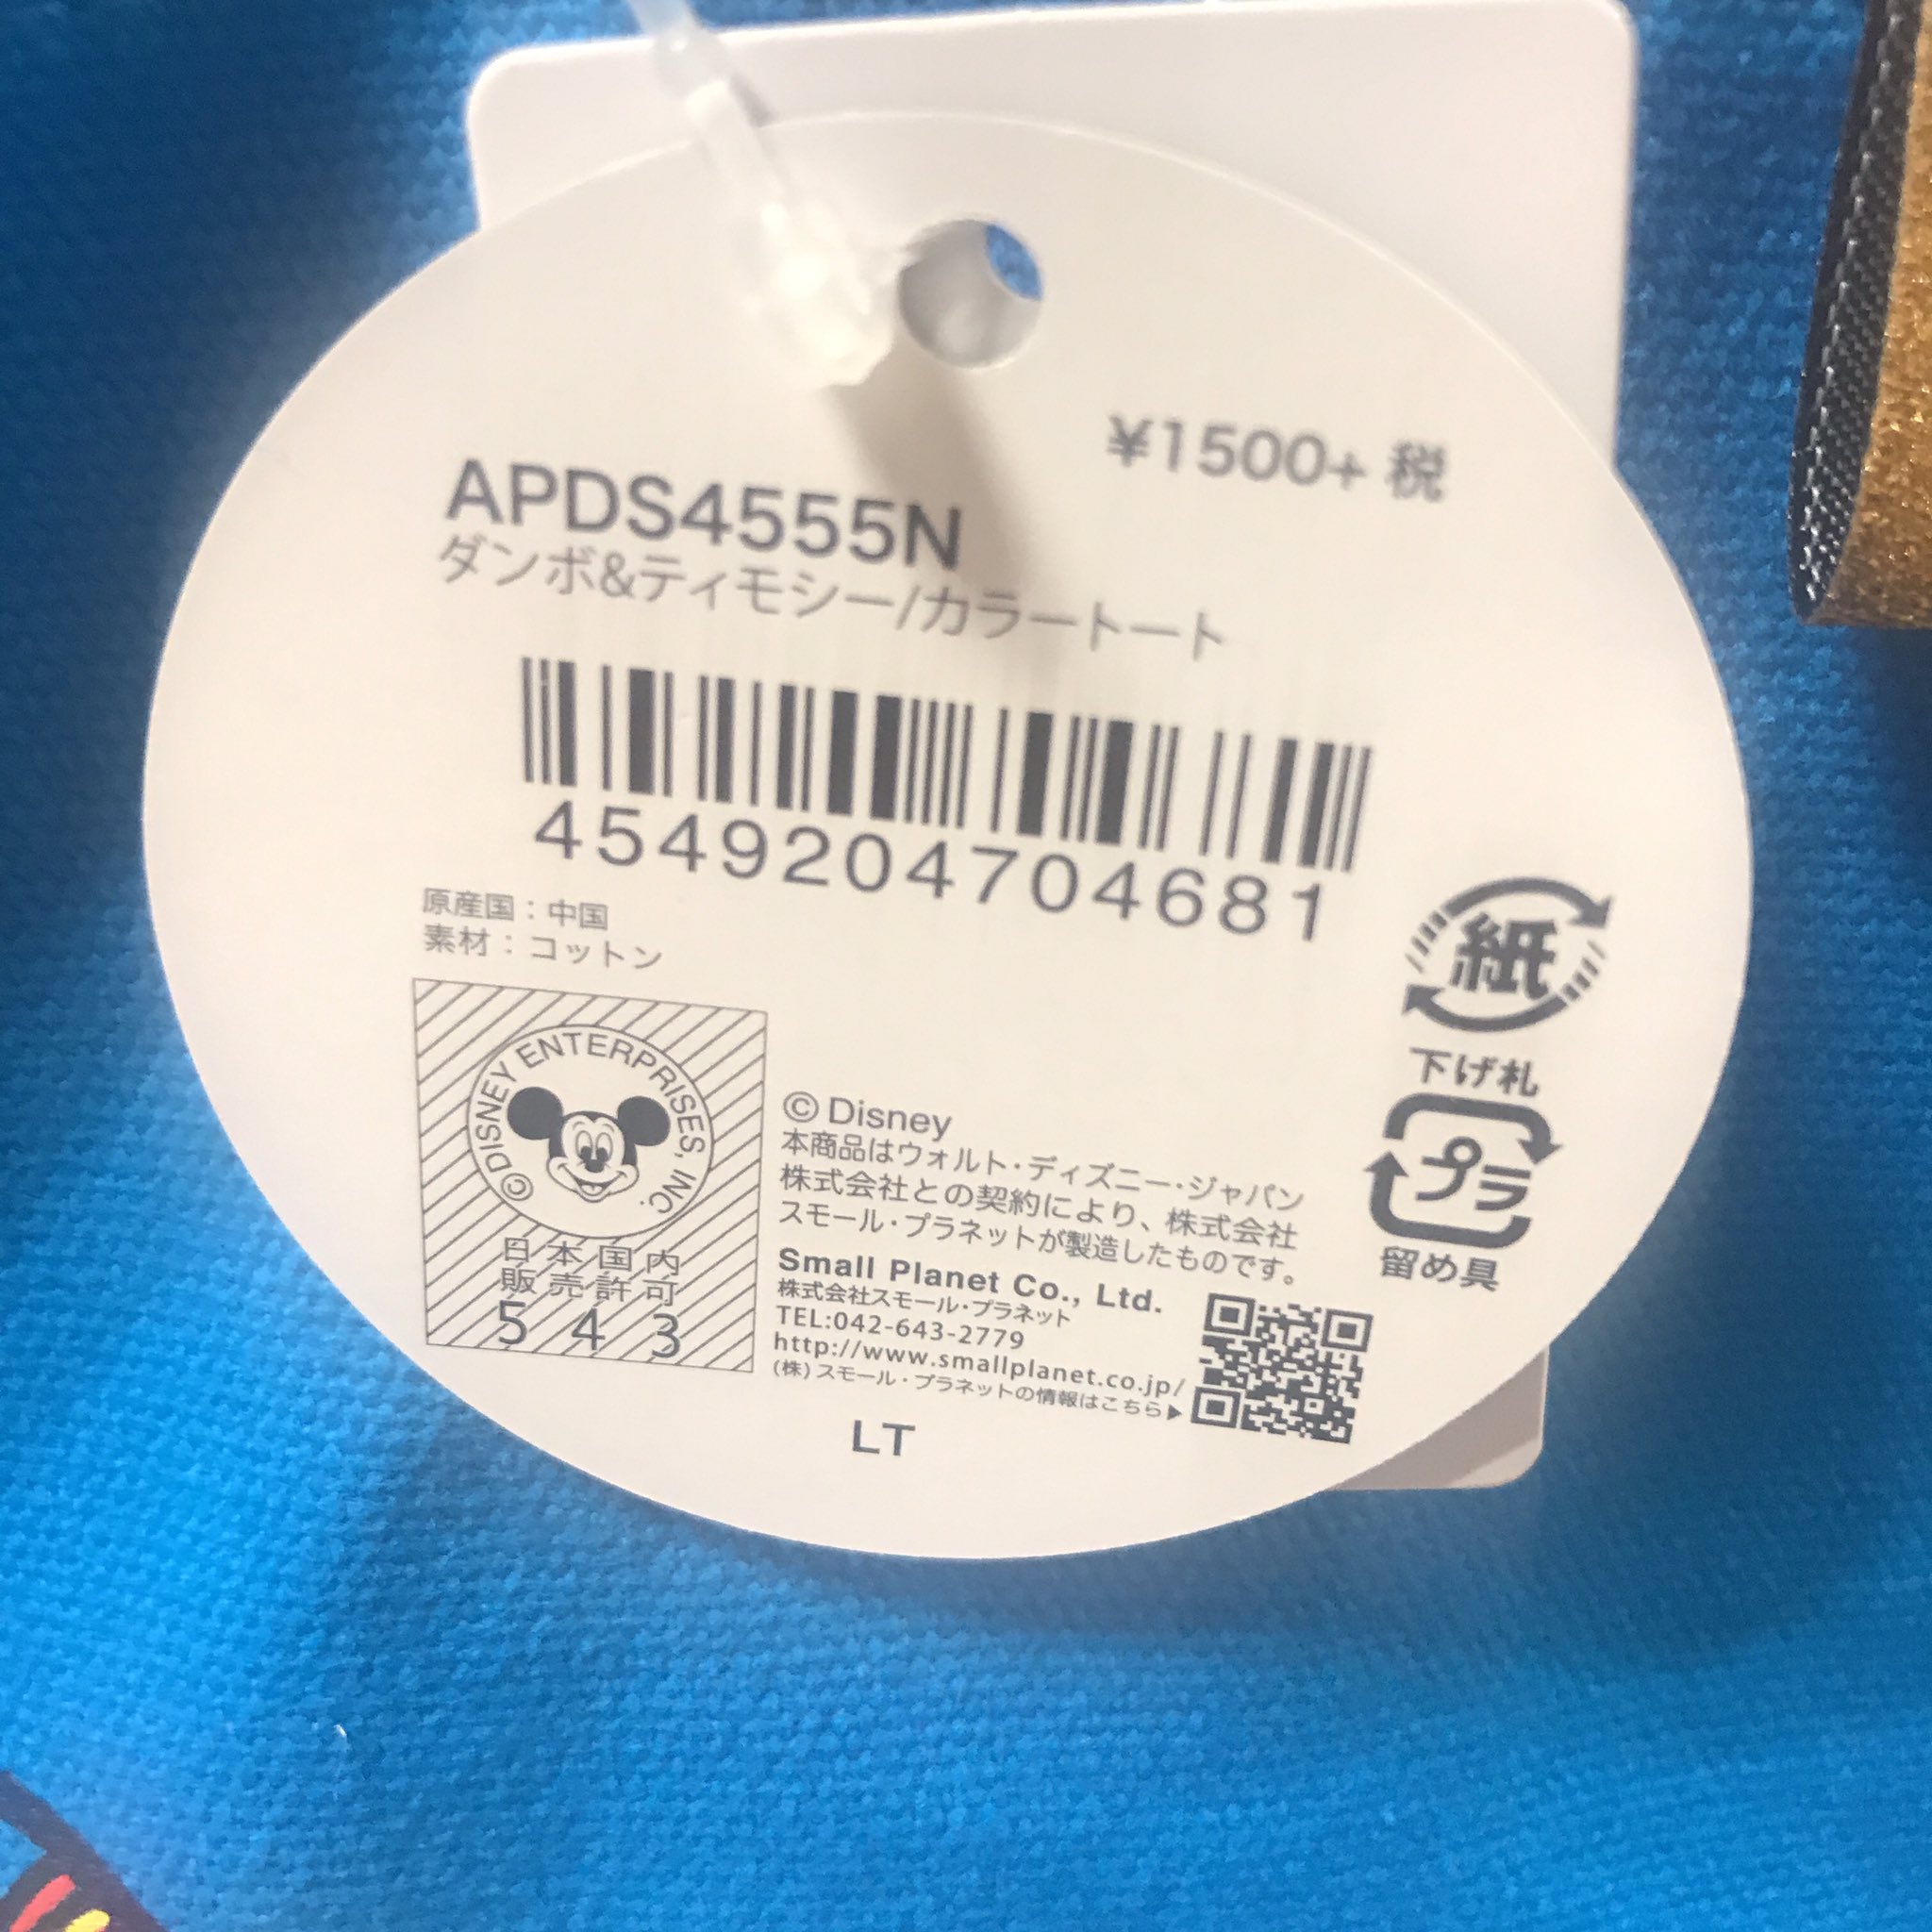 ¥1500+ 税
APDS4555N
ダンボ&ティモシー/カラートート
4549204704681
原産国：中国
素材：コットン
紙
下げ札
プラ
留め具
© DISNEY ENTERPRISES, INC.
日本国内
販売許可
543
© Disney
本商品はウォルト・ディズニー・ジャパン
株式会社との契約により、株式会社
スモール・プラネットが製造したものです。
Small Planet Co., Ltd.
株式会社スモール・プラネット
TEL:042-643-2779
http://www.smallplanet.co.jp/
(株)スモール・プラネットの情報はこちら▶
LT